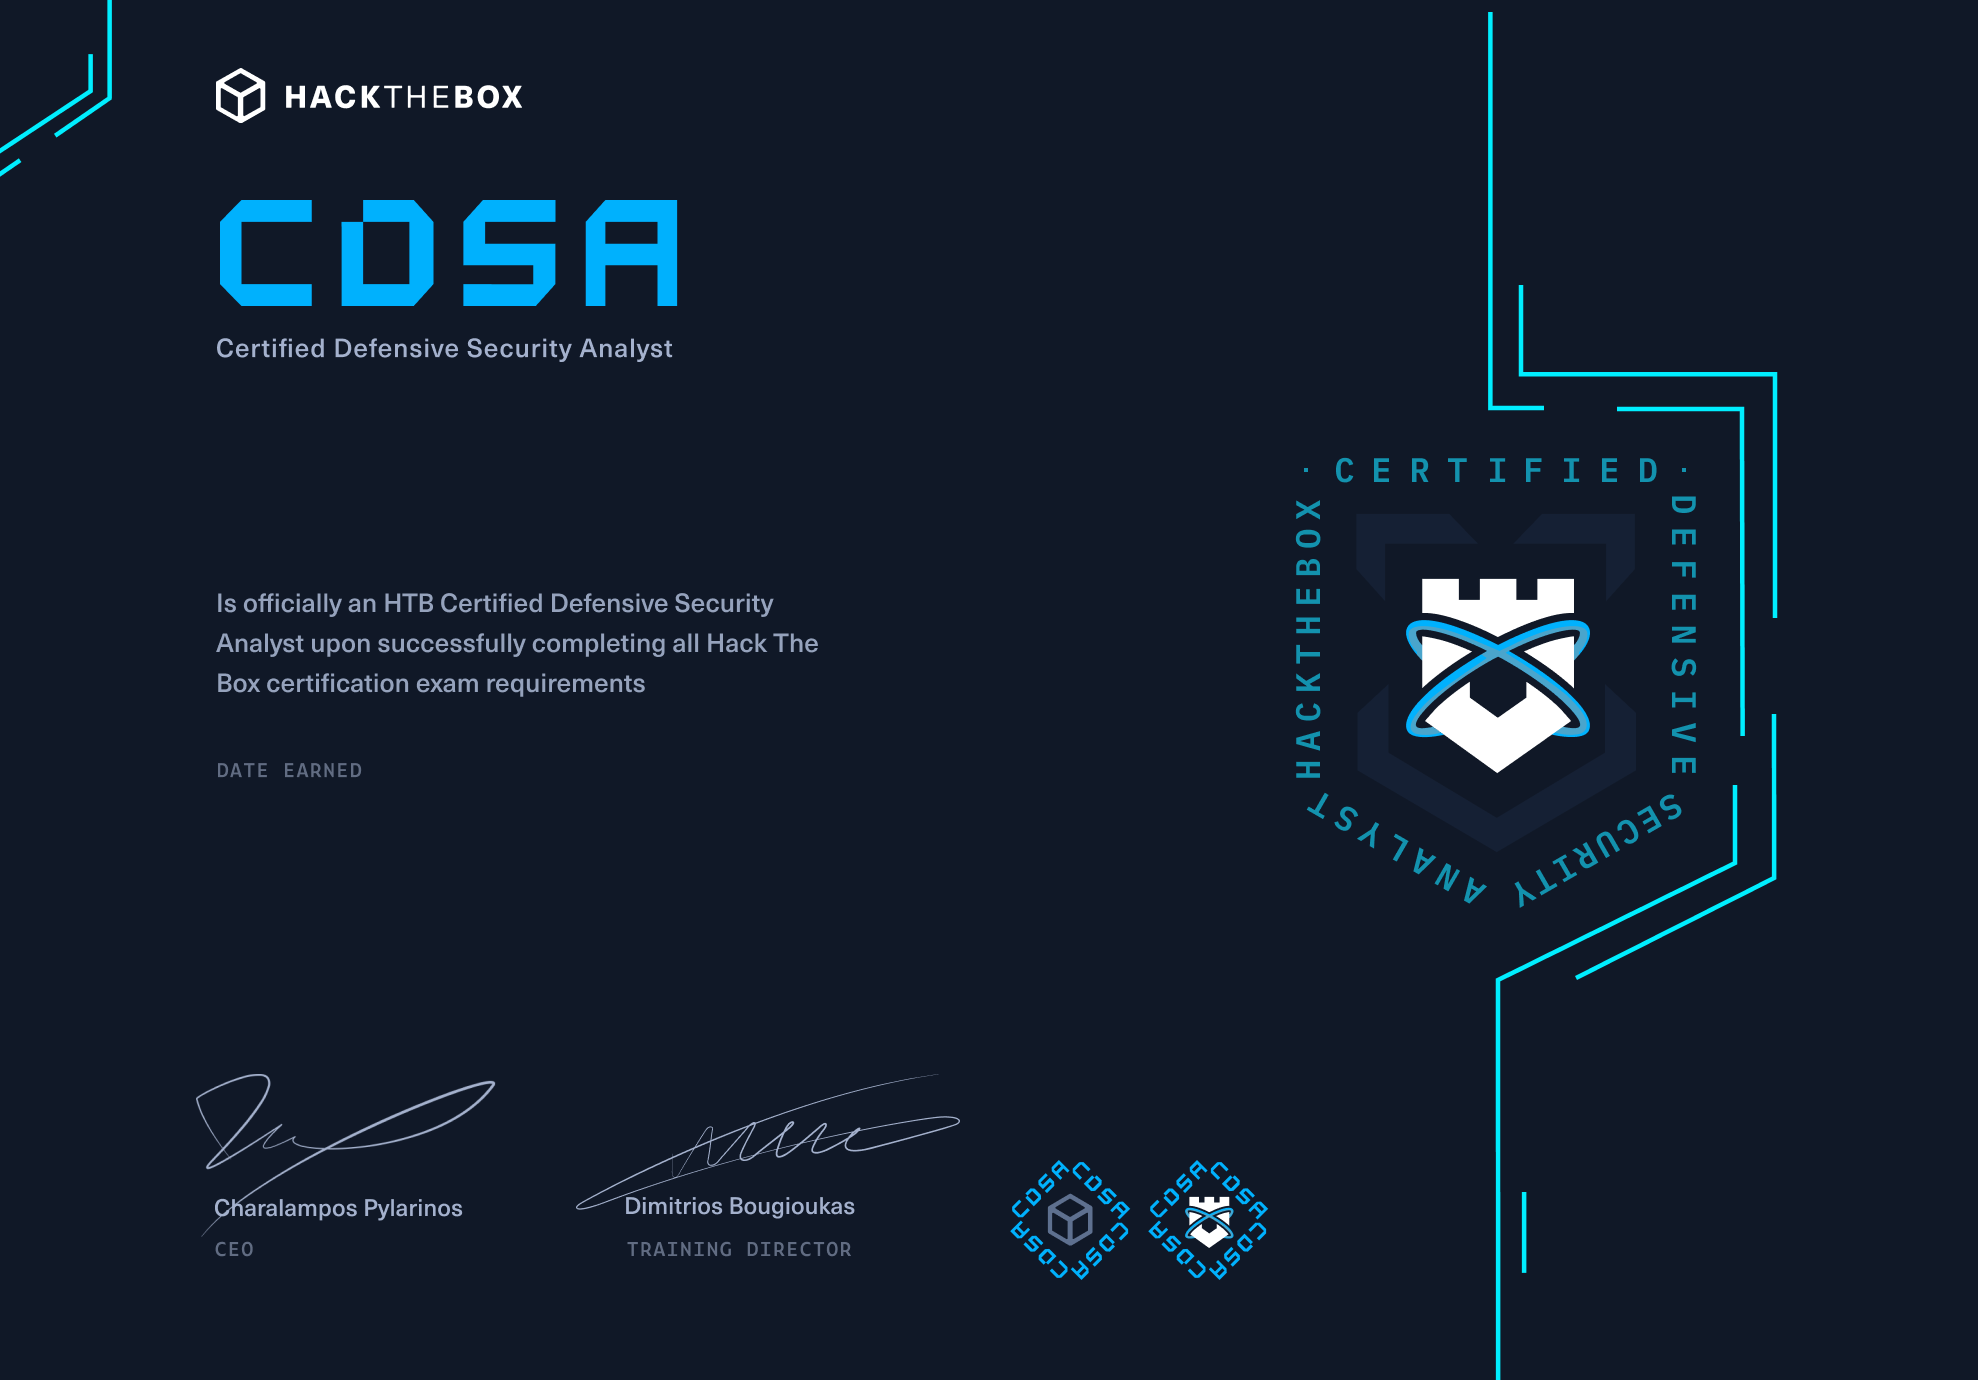 HACKTHEBOX
CDSA
Certified Defensive Security Analyst
· CERTIFIED ·
DEFENSIVE
SECURITY
ANALYST
HACKTHEBOX
Is officially an HTB Certified Defensive Security
Analyst upon successfully completing all Hack The
Box certification exam requirements
DATE EARNED
Charalampos Pylarinos
CEO
Dimitrios Bougioukas
TRAINING DIRECTOR
CDSA CDSA CDSA CDSA
CDSA CDSA CDSA CDSA